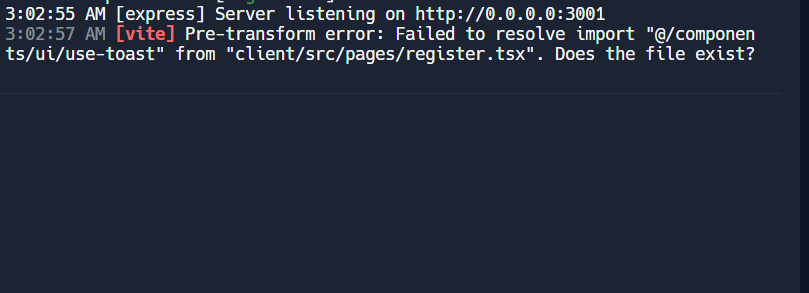 3:02:55 AM [express] Server listening on http://0.0.0.0:3001
3:02:57 AM [vite] Pre-transform error: Failed to resolve import "@/componen
ts/ui/use-toast" from "client/src/pages/register.tsx". Does the file exist?